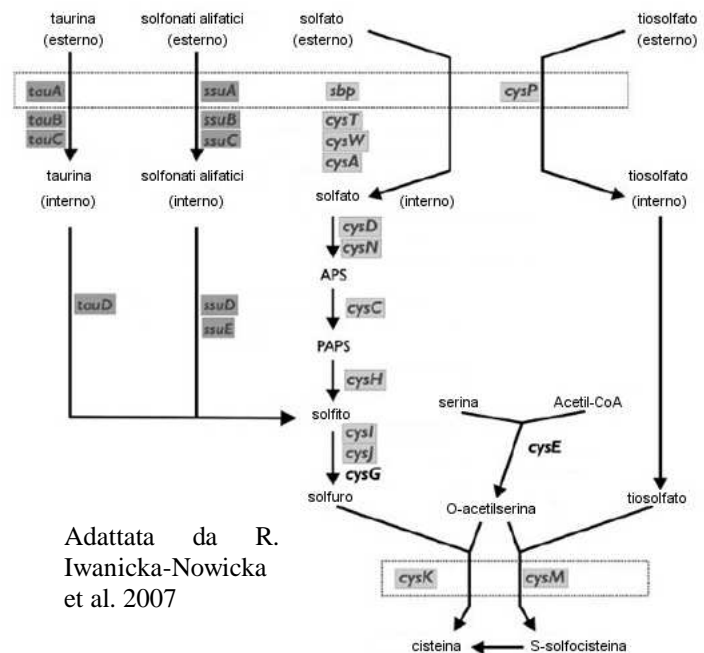 taurina solfonati alifatici solfato tiosolfato
(esterno) (esterno) (esterno) (esterno)
tauA ssuA sbp cysP
tauB ssuB cysT
tauC ssuC cysW
cysA
taurina solfonati alifatici tiosolfato
(interno) (interno) solfato (interno) (interno)
cysD
cysN
APS
tauD ssuD cysC
ssuE
PAPS
cysH
serina Acetil-CoA
solfito
cysI
cysJ cysE
cysG
solfuro O-acetilserina tiosolfato
Adattata da R.
Iwanicka-Nowicka
et al. 2007
cysK cysM
cisteina S-solfocisteina